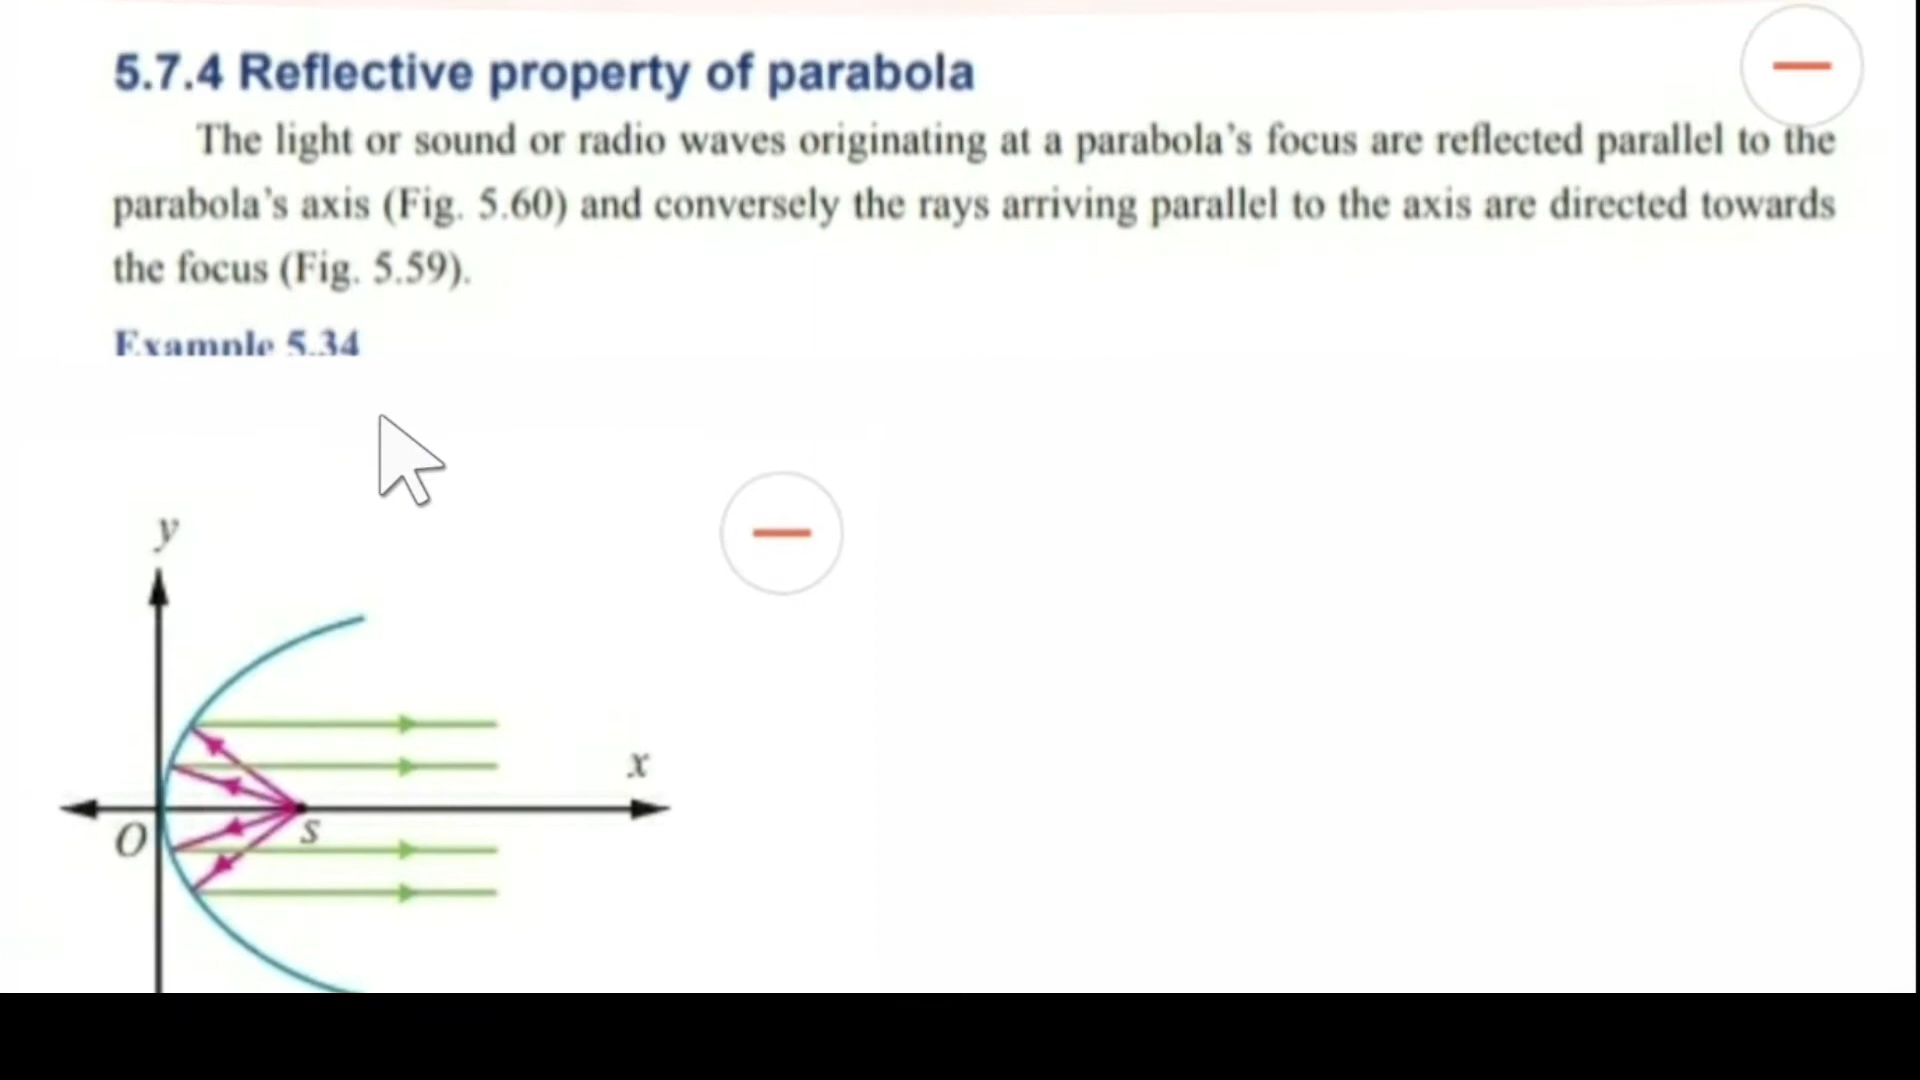 5.7.4 Reflective property of parabola
The light or sound or radio waves originating at a parabola’s focus are reflected parallel to the
parabola’s axis (Fig. 5.60) and conversely the rays arriving parallel to the axis are directed towards
the focus (Fig. 5.59).
Example 5.34
y
x
O
S